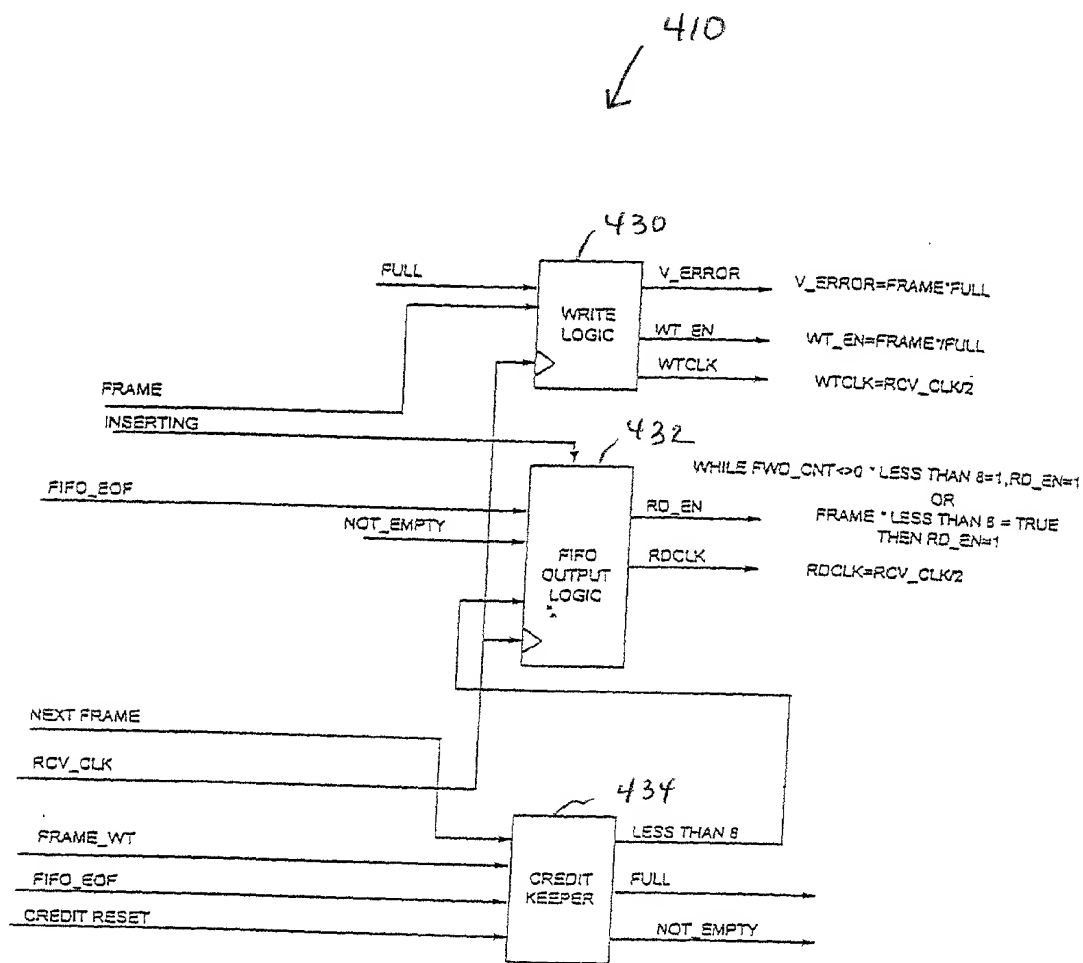 410
430
FULL
V_ERROR
V_ERROR=FRAME*FULL
WRITE
LOGIC
WT_EN
WT_EN=FRAME*/FULL
WTCLK
WTCLK=RCV_CLK/2
FRAME
INSERTING
432
WHILE FWD_CNT<>0 * LESS THAN 8=1,RD_EN=1
OR
FRAME * LESS THAN 8 = TRUE
THEN RD_EN=1
FIFO_EOF
RD_EN
NOT_EMPTY
FIFO
OUTPUT
LOGIC
RDCLK
RDCLK=RCV_CLK/2
NEXT FRAME
RCV_CLK
434
FRAME_WT
LESS THAN 8
FIFO_EOF
CREDIT
KEEPER
FULL
CREDIT RESET
NOT_EMPTY